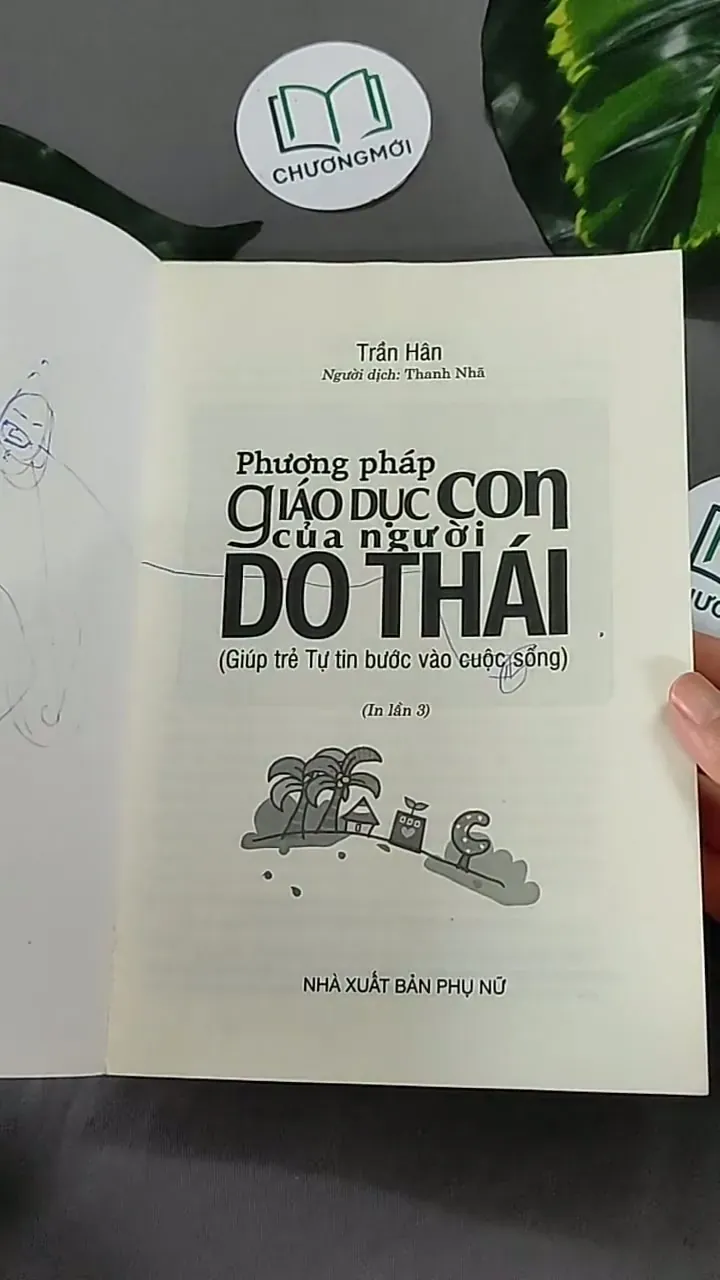 CHƯƠNGMỚI
Trần Hân
Người dịch: Thanh Nhã
Phương pháp
GIÁO DỤC CON
của người
DO THÁI
(Giúp trẻ Tự tin bước vào cuộc sống)
(In lần 3)
NHÀ XUẤT BẢN PHỤ NỮ